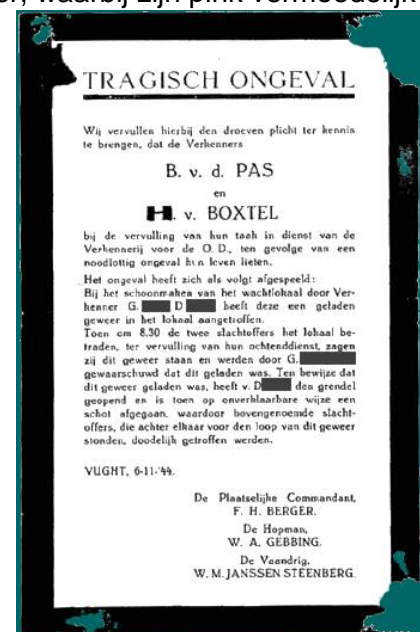 er, waarbij zijn pink vermoedelijk
TRAGISCH ONGEVAL
Wij vervullen hierbij den droeven plicht ter kennis
te brengen, dat de Verkenners
B. v. d. PAS
en
H. v. BOXTEL
bij de vervulling van hun taak in dienst van de
Verkennerij voor de O. D., ten gevolge van een
noodlottig ongeval hun leven lieten.
Het ongeval heeft zich als volgt afgespeeld:
Bij het schoonmaken van het wachtlokaal door Ver-
kenner G. D heeft deze een geladen
geweer in het lokaal aangetroffen.
Toen om 8.30 de twee slachtoffers het lokaal be-
traden, ter vervulling van hun ochtenddienst, zagen
zij dit geweer staan en werden door G.
gewaarschuwd dat dit geladen was. Ten bewijze dat
dit geweer geladen was, heeft v. D den grendel
geopend en is toen op onverklaarbare wijze een
schot afgegaan, waardoor bovengenoemde slacht-
offers, die achter elkaar voor den loop van dit geweer
stonden, doodelijk getroffen werden.
VUGHT, 6-11-'44.
De Plaatselijke Commandant,
F. H. BERGER.
De Hopman,
W. A. GEBBING.
De Vaandrig,
W. M. JANSSEN STEENBERG.